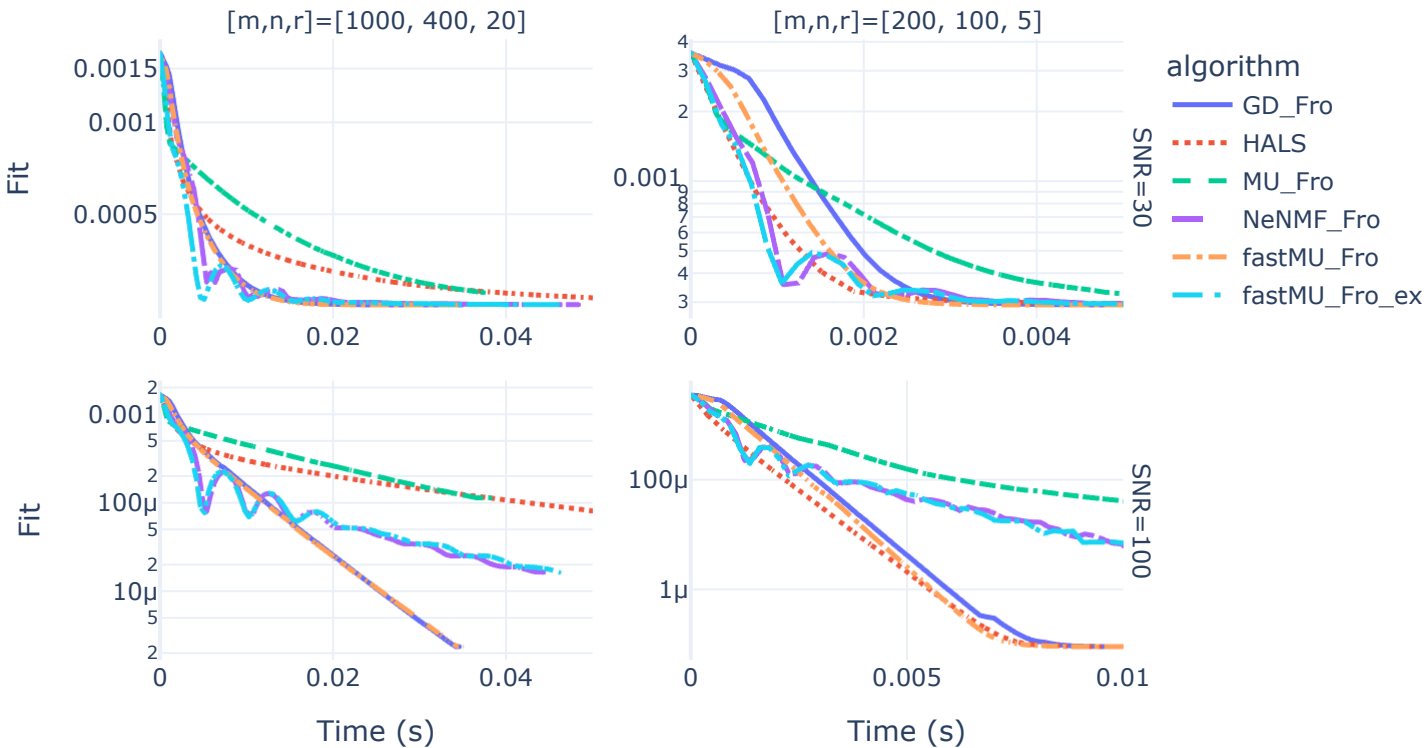 [m,n,r]=[1000, 400, 20]
[m,n,r]=[200, 100, 5]
Fit
0.0015
0.001
0.0005
0
0.02
0.04
4
3
2
0.001
9
8
7
6
5
4
3
0
0.002
0.004
SNR=30
algorithm
GD_Fro
HALS
MU_Fro
NeNMF_Fro
fastMU_Fro
fastMU_Fro_ex
Fit
2
0.001
5
2
100μ
5
2
10μ
5
2
0
0.02
0.04
Time (s)
100μ
1μ
0
0.005
0.01
Time (s)
SNR=100